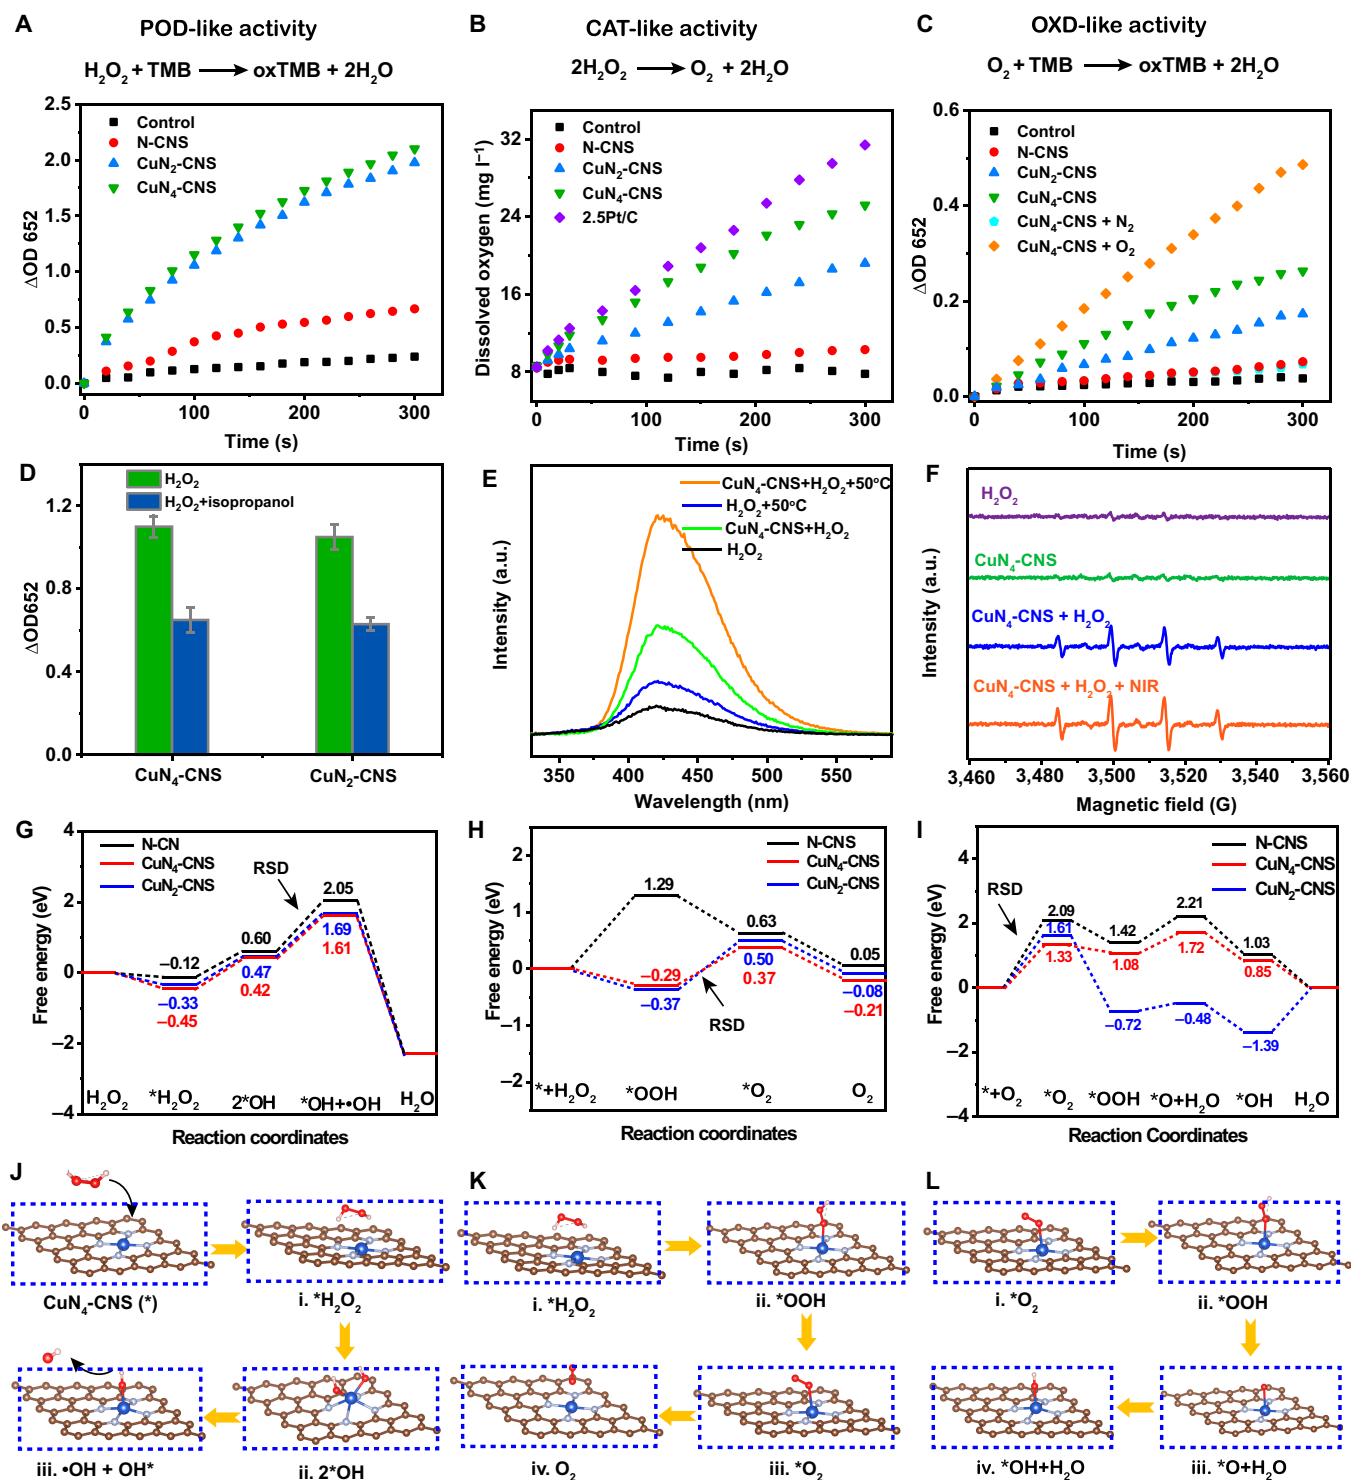 A POD-like activity
H₂O₂ + TMB ⟶ oxTMB + 2H₂O
2.5
2.0
1.5
1.0
0.5
0.0
ΔOD 652
Control
N-CNS
CuN₂-CNS
CuN₄-CNS
0 100 200 300
Time (s)
B CAT-like activity
2H₂O₂ ⟶ O₂ + 2H₂O
32
24
16
8
Dissolved oxygen (mg l⁻¹)
Control
N-CNS
CuN₂-CNS
CuN₄-CNS
2.5Pt/C
0 100 200 300
Time (s)
C OXD-like activity
O₂ + TMB ⟶ oxTMB + 2H₂O
0.6
0.4
0.2
0.0
ΔOD 652
Control
N-CNS
CuN₂-CNS
CuN₄-CNS
CuN₄-CNS + N₂
CuN₄-CNS + O₂
0 100 200 300
Time (s)
D
1.2
0.8
0.4
0.0
ΔOD652
H₂O₂
H₂O₂+isopropanol
CuN₄-CNS CuN₂-CNS
E
Intensity (a.u.)
CuN₄-CNS+H₂O₂+50°C
H₂O₂+50°C
CuN₄-CNS+H₂O₂
H₂O₂
350 400 450 500 550
Wavelength (nm)
F
Intensity (a.u.)
H₂O₂
CuN₄-CNS
CuN₄-CNS + H₂O₂
CuN₄-CNS + H₂O₂ + NIR
3,460 3,480 3,500 3,520 3,540 3,560
Magnetic field (G)
G
4
2
0
−2
−4
Free energy (eV)
N-CN
CuN₄-CNS
CuN₂-CNS
RSD
2.05
0.60
−0.12
1.69
1.61
0.47
0.42
−0.33
−0.45
H₂O₂ *H₂O₂ 2*OH *OH+•OH H₂O
Reaction coordinates
H
2
1
0
−1
−2
Free energy (eV)
N-CNS
CuN₄-CNS
CuN₂-CNS
1.29
0.63
0.05
−0.29
−0.37
0.50
0.37
−0.08
−0.21
RSD
*+H₂O₂ *OOH *O₂ O₂
Reaction coordinates
I
4
2
0
−2
−4
Free energy (eV)
N-CNS
CuN₄-CNS
CuN₂-CNS
RSD
2.09
1.61
1.33
1.42
1.08
2.21
1.72
1.03
0.85
−0.72
−0.48
−1.39
*+O₂ *O₂ *OOH *O+H₂O *OH H₂O
Reaction Coordinates
J
CuN₄-CNS (*)
i. *H₂O₂
iii. •OH + OH*
ii. 2*OH
K
i. *H₂O₂
ii. *OOH
iv. O₂
iii. *O₂
L
i. *O₂
ii. *OOH
iv. *OH+H₂O
iii. *O+H₂O